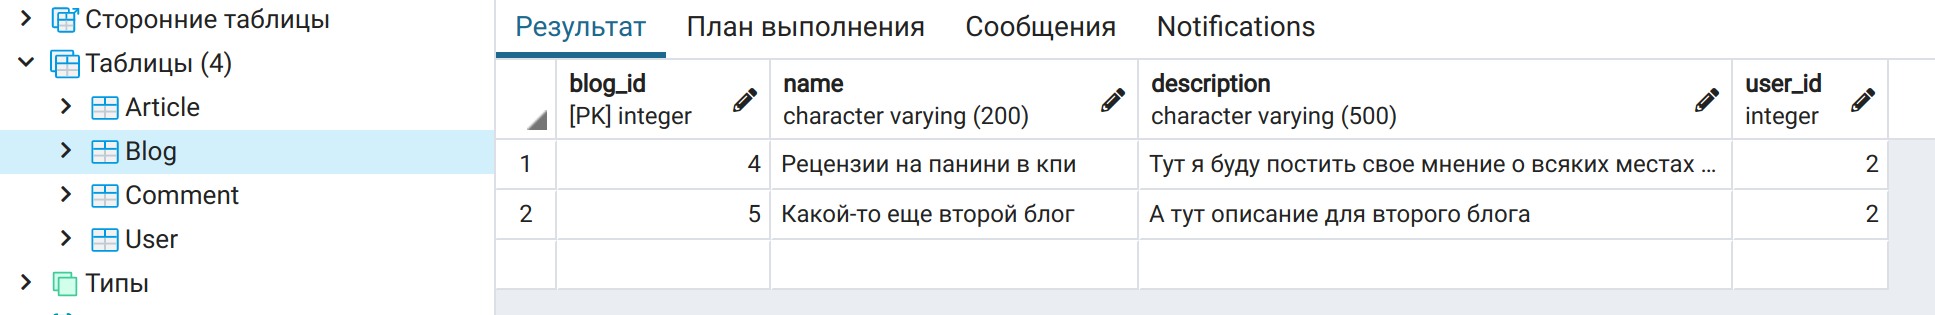 Сторонние таблицы
Таблицы (4)
Article
Blog
Comment
User
Типы
Результат План выполнения Сообщения Notifications
blog_id name description user_id
[PK] integer character varying (200) character varying (500) integer
1 4 Рецензии на панини в кпи Тут я буду постить свое мнение о всяких местах ... 2
2 5 Какой-то еще второй блог А тут описание для второго блога 2